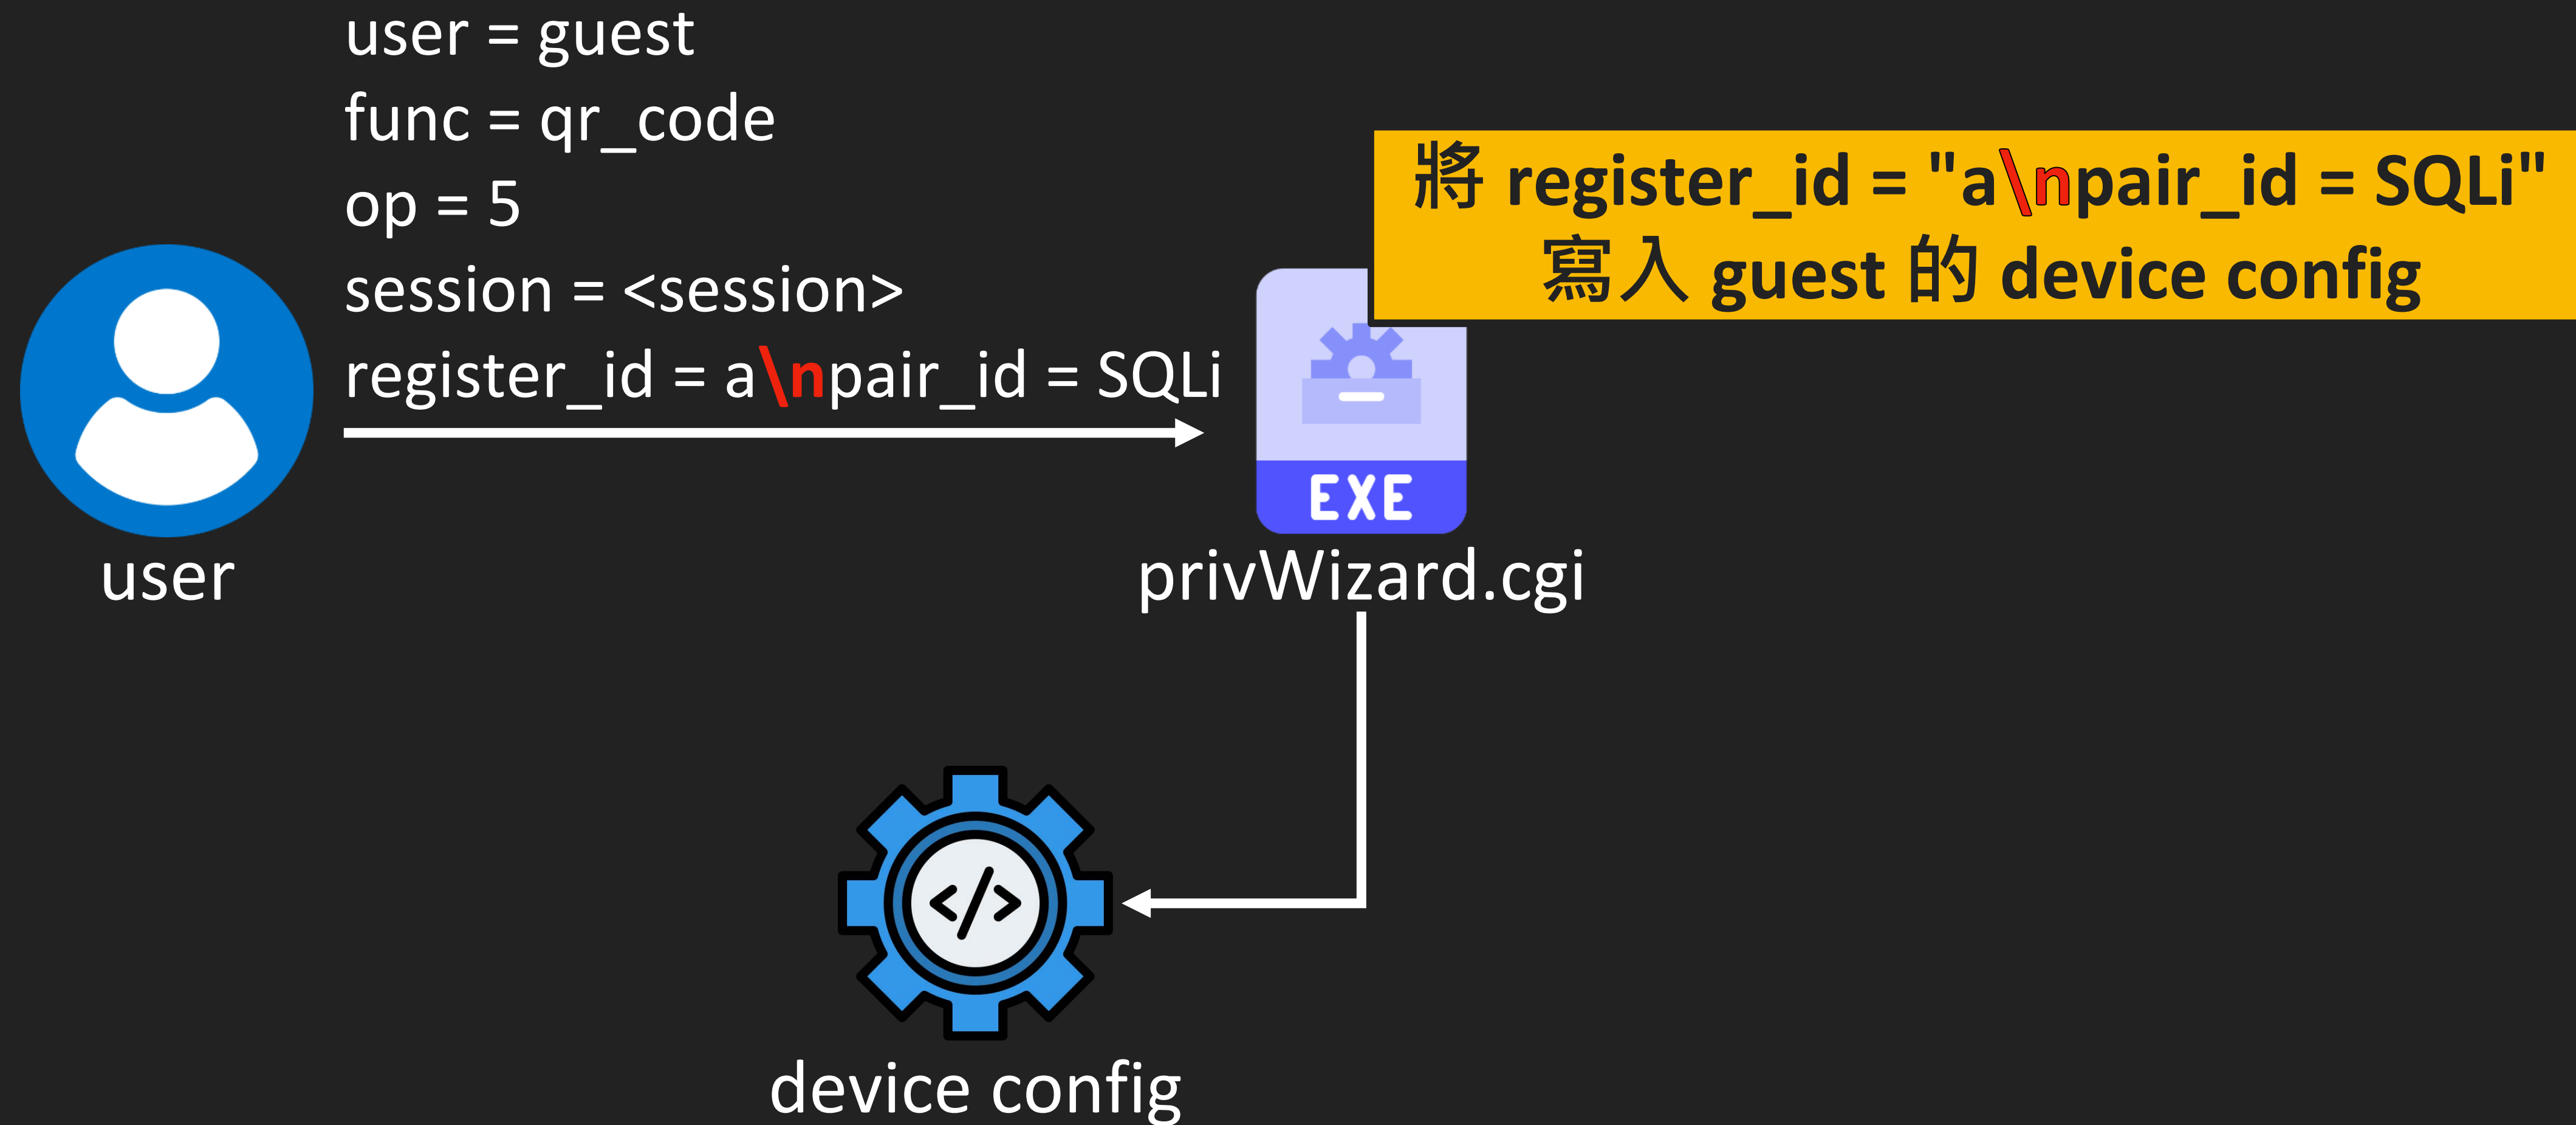 user = guest
func = qr_code
op = 5
session = <session>
register_id = a\npair_id = SQLi
將 register_id = "a\npair_id = SQLi"
寫入 guest 的 device config
EXE
user
privWizard.cgi
</>
device config